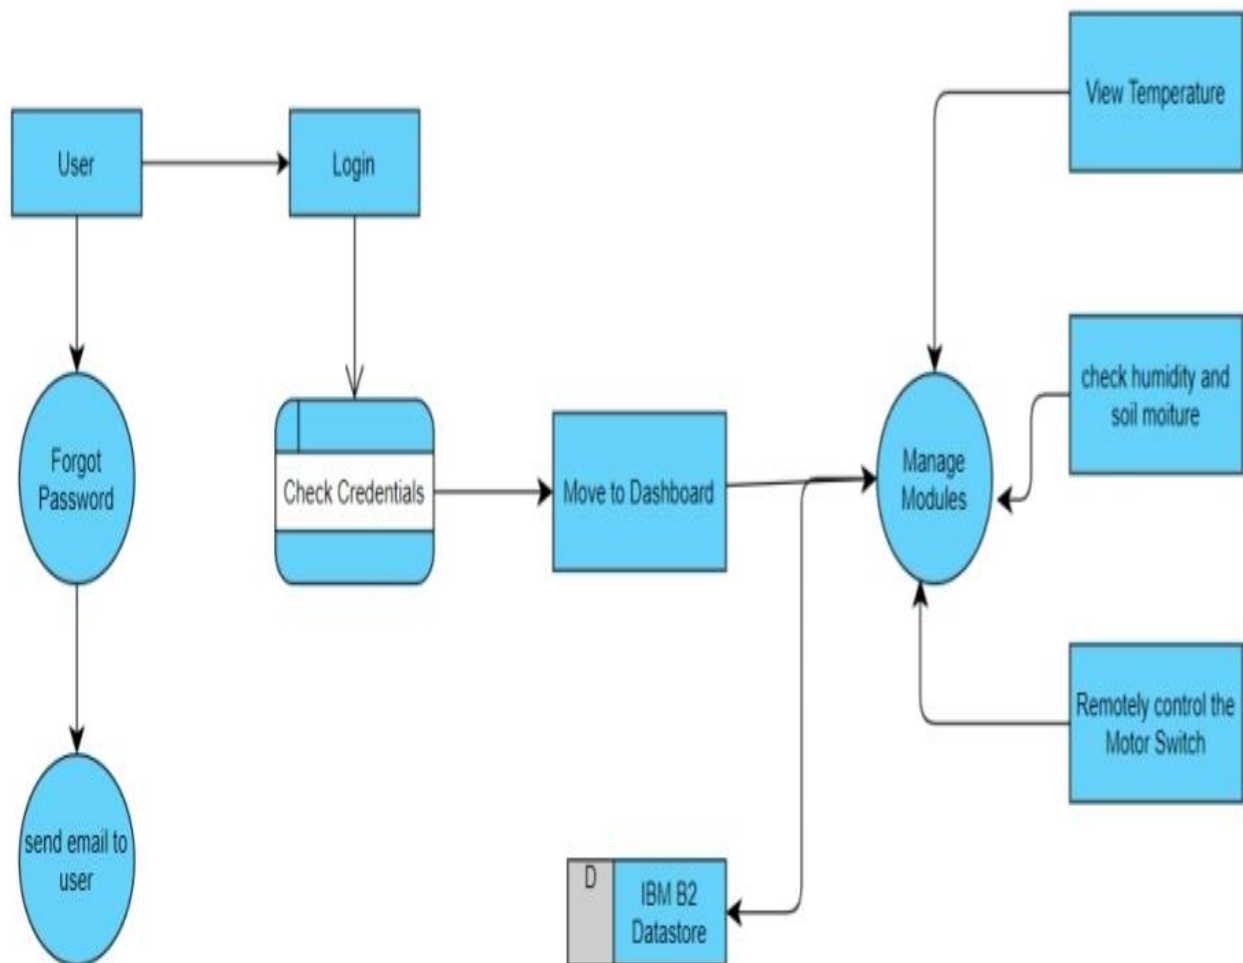 View Temperature
User
Login
check humidity and
soil moiture
Forgot
Password
Check Credentials
Move to Dashboard
Manage
Modules
Remotely control the
Motor Switch
send email to
user
D
IBM B2
Datastore